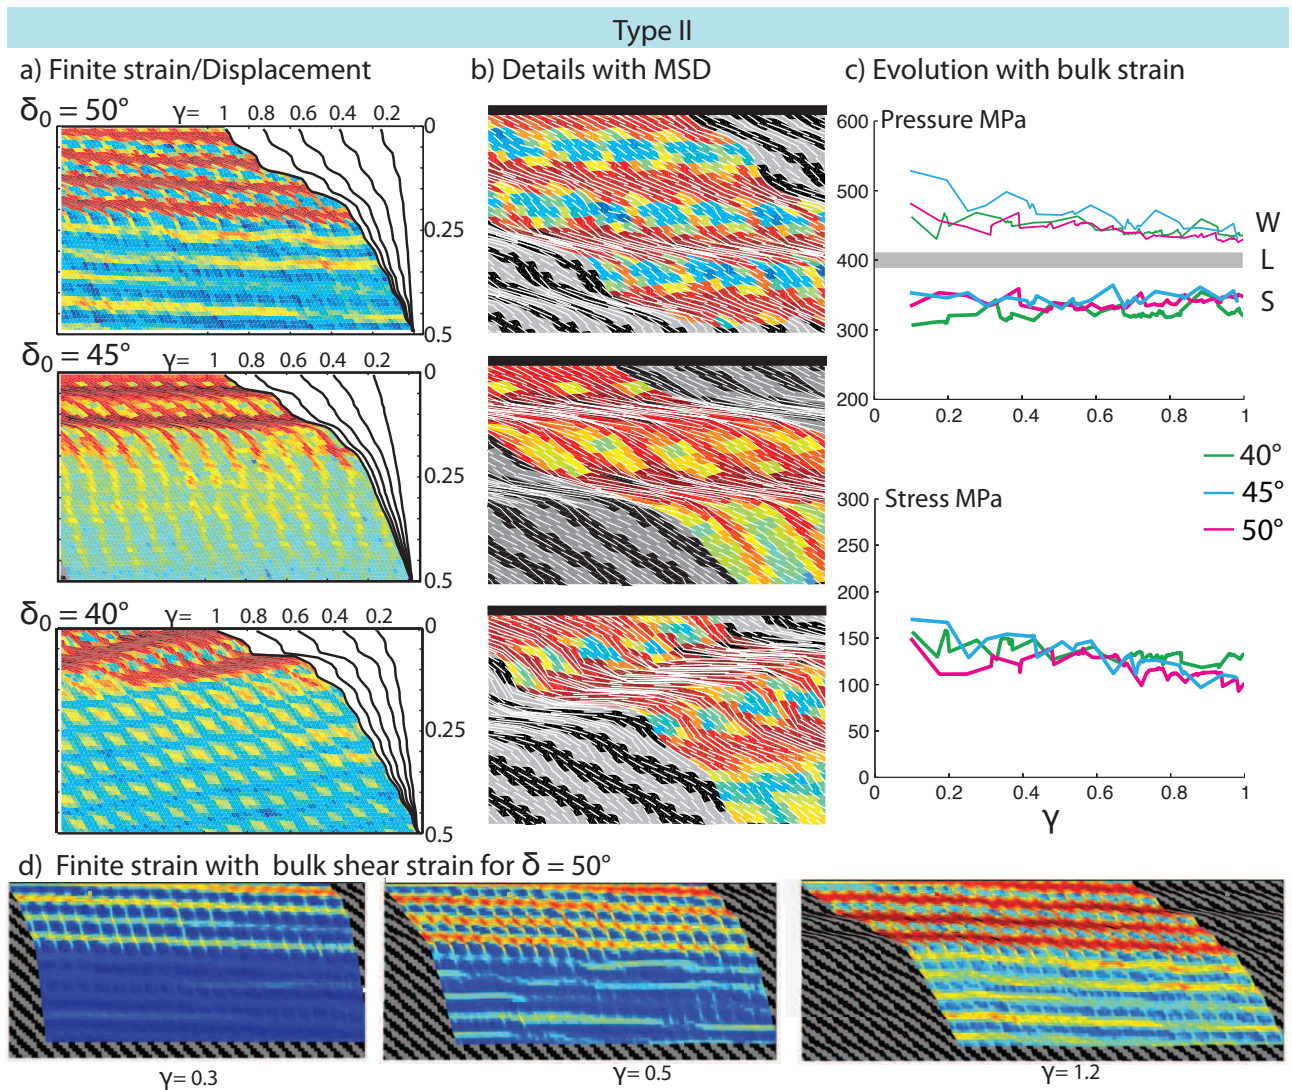 Type II
a) Finite strain/Displacement
b) Details with MSD
c) Evolution with bulk strain
δ0 = 50°
γ= 1 0.8 0.6 0.4 0.2
0
0.25
0.5
δ0 = 45°
γ= 1 0.8 0.6 0.4 0.2
0
0.25
0.5
δ0 = 40°
γ= 1 0.8 0.6 0.4 0.2
0
0.25
0.5
Pressure MPa
600
500
400
300
200
0 0.2 0.4 0.6 0.8 1
W
L
S
40°
45°
50°
Stress MPa
300
250
200
150
100
50
0
0 0.2 0.4 0.6 0.8 1
γ
d) Finite strain with bulk shear strain for δ = 50°
γ= 0.3
γ= 0.5
γ= 1.2